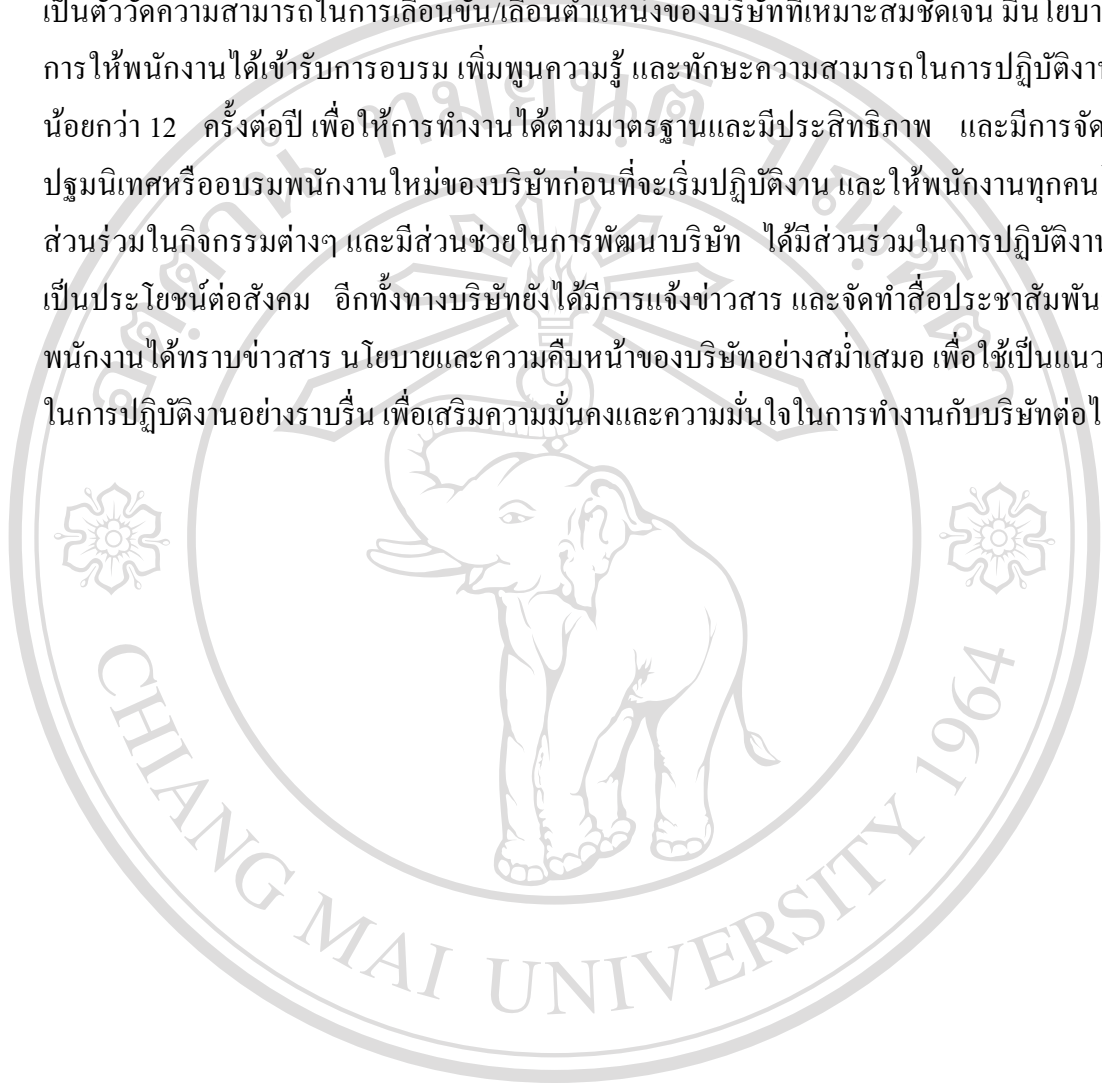 เป็นตัววัดความสามารถในการเลื่อนขั้น/เลื่อนตำแหน่งของบริษัทที่เหมาะสมชัดเจน มีนโยบา
การให้พนักงานได้เข้ารับการอบรม เพิ่มพูนความรู้ และทักษะความสามารถในการปฏิบัติงาน
น้อยกว่า 12 ครั้งต่อปี เพื่อให้การทำงานได้ตามมาตรฐานและมีประสิทธิภาพ และมีการจัด
ปฐมนิเทศหรืออบรมพนักงานใหม่ของบริษัทก่อนที่จะเริ่มปฏิบัติงาน และให้พนักงานทุกคน
ส่วนร่วมในกิจกรรมต่างๆ และมีส่วนช่วยในการพัฒนาบริษัท ได้มีส่วนร่วมในการปฏิบัติงาน
เป็นประโยชน์ต่อสังคม อีกทั้งทางบริษัทยังได้มีการแจ้งข่าวสาร และจัดทำสื่อประชาสัมพัน
พนักงานได้ทราบข่าวสาร นโยบายและความคืบหน้าของบริษัทอย่างสม่ำเสมอ เพื่อใช้เป็นแนว
ในการปฏิบัติงานอย่างราบรื่น เพื่อเสริมความมั่นคงและความมั่นใจในการทำงานกับบริษัทต่อไ
CHIANG MAI UNIVERSITY 1964